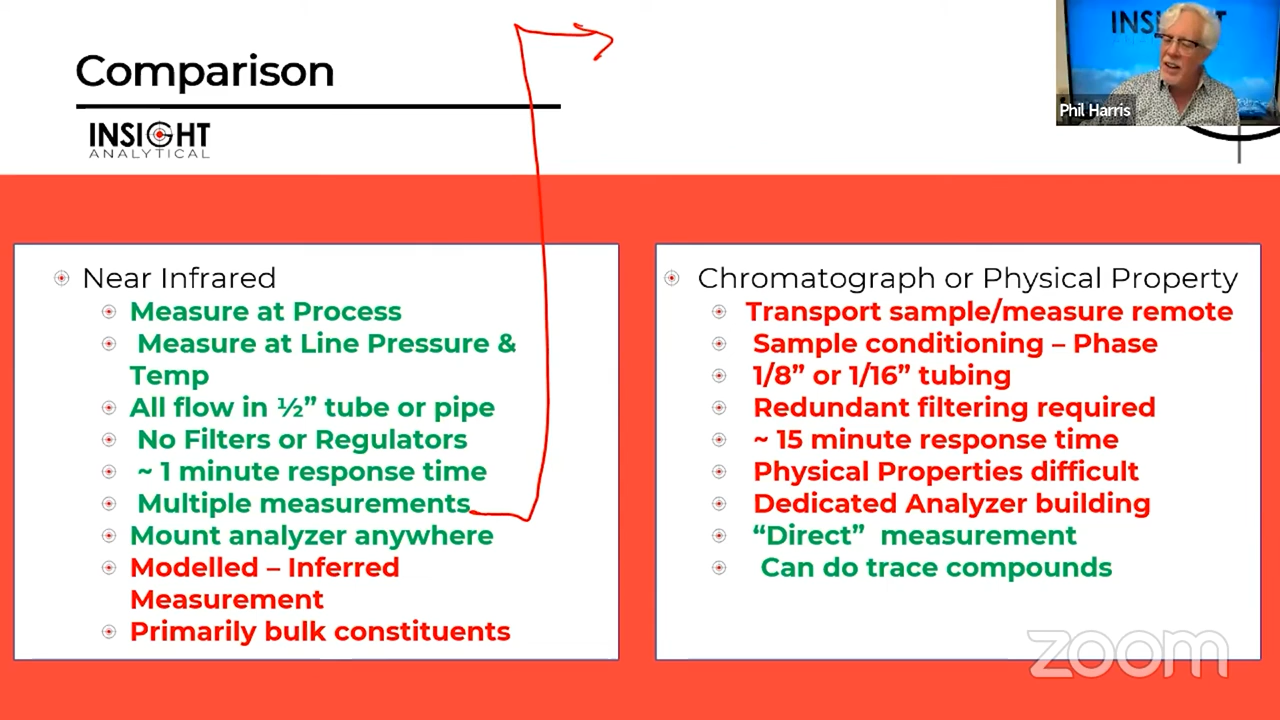 Comparison
INSIGHT
ANALYTICAL
INSIGHT
Phil Harris
Near Infrared
Measure at Process
Measure at Line Pressure &
Temp
All flow in ½” tube or pipe
No Filters or Regulators
~ 1 minute response time
Multiple measurements
Mount analyzer anywhere
Modelled – Inferred
Measurement
Primarily bulk constituents
Chromatograph or Physical Property
Transport sample/measure remote
Sample conditioning – Phase
1/8” or 1/16” tubing
Redundant filtering required
~ 15 minute response time
Physical Properties difficult
Dedicated Analyzer building
“Direct” measurement
Can do trace compounds
zoom